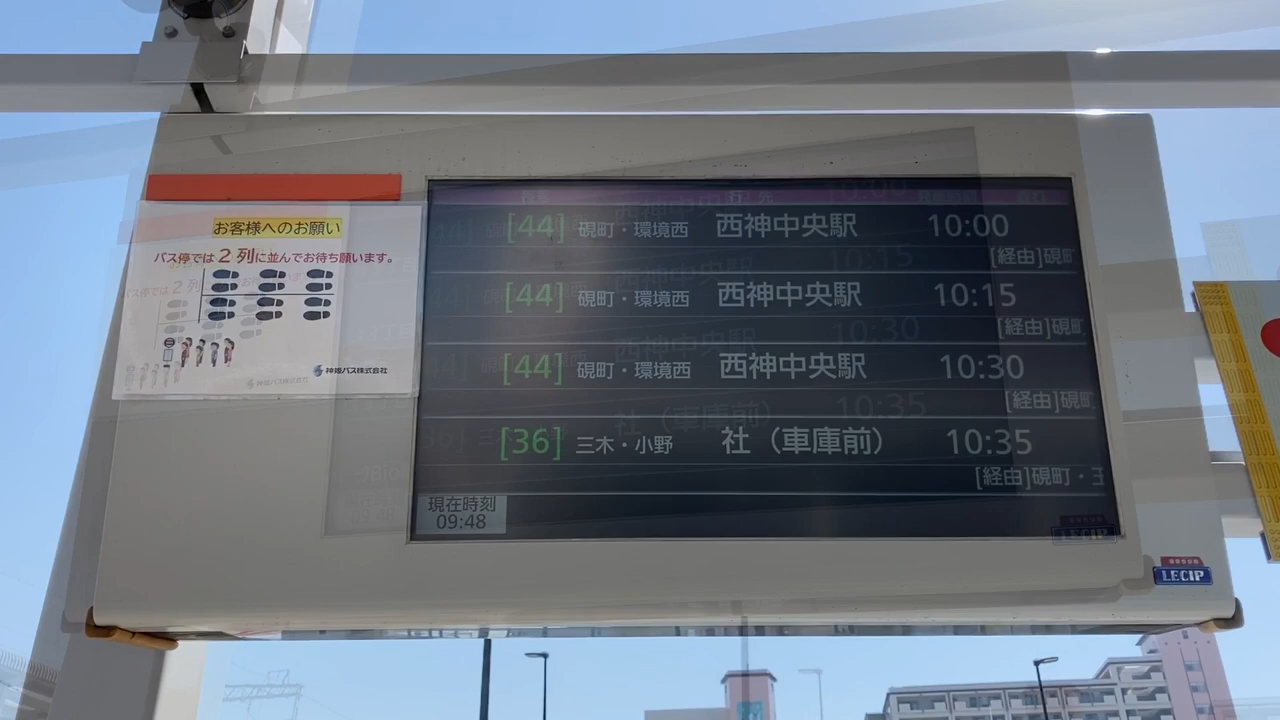 お客様へのお願い
バス停では2列に並んでお待ち願います。
神姫バス株式会社
行先
[44] 硯町・環境西 西神中央駅 10:00
[経由]硯町
[44] 硯町・環境西 西神中央駅 10:15
[経由]硯町
[44] 硯町・環境西 西神中央駅 10:30
[経由]硯町
[36] 三木・小野 社（車庫前） 10:35
[経由]硯町・王
現在時刻
09:48
LECIP